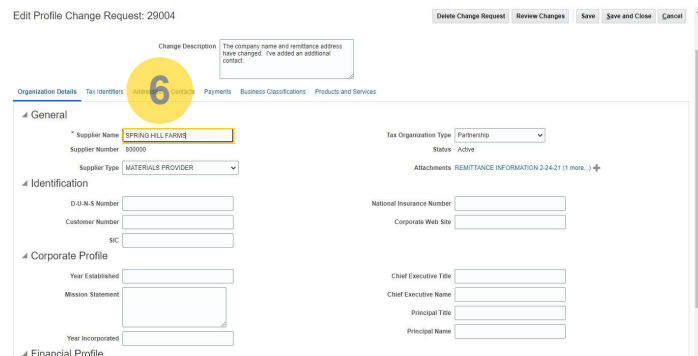 Edit Profile Change Request: 29004
Delete Change Request Review Changes Save Save and Close Cancel
Change Description The company name and remittance address
have changed. I've added an additional
contact.
6
Organization Details Tax Identifiers Addresses Contacts Payments Business Classifications Products and Services
General
* Supplier Name SPRING HILL FARMS Tax Organization Type Partnership
Supplier Number 800000 Status Active
Supplier Type MATERIALS PROVIDER Attachments REMITTANCE INFORMATION 2-24-21 (1 more...)
Identification
D-U-N-S Number National Insurance Number
Customer Number Corporate Web Site
SIC
Corporate Profile
Year Established Chief Executive Title
Mission Statement Chief Executive Name
Principal Title
Principal Name
Year Incorporated
Financial Profile